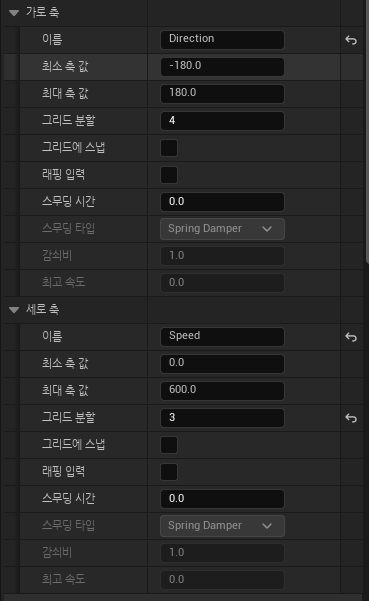 가로 축
이름 Direction
최소 축 값 -180.0
최대 축 값 180.0
그리드 분할 4
그리드에 스냅
래핑 입력
스무딩 시간 0.0
스무딩 타입 Spring Damper
감쇠비 1.0
최고 속도 0.0
세로 축
이름 Speed
최소 축 값 0.0
최대 축 값 600.0
그리드 분할 3
그리드에 스냅
래핑 입력
스무딩 시간 0.0
스무딩 타입 Spring Damper
감쇠비 1.0
최고 속도 0.0